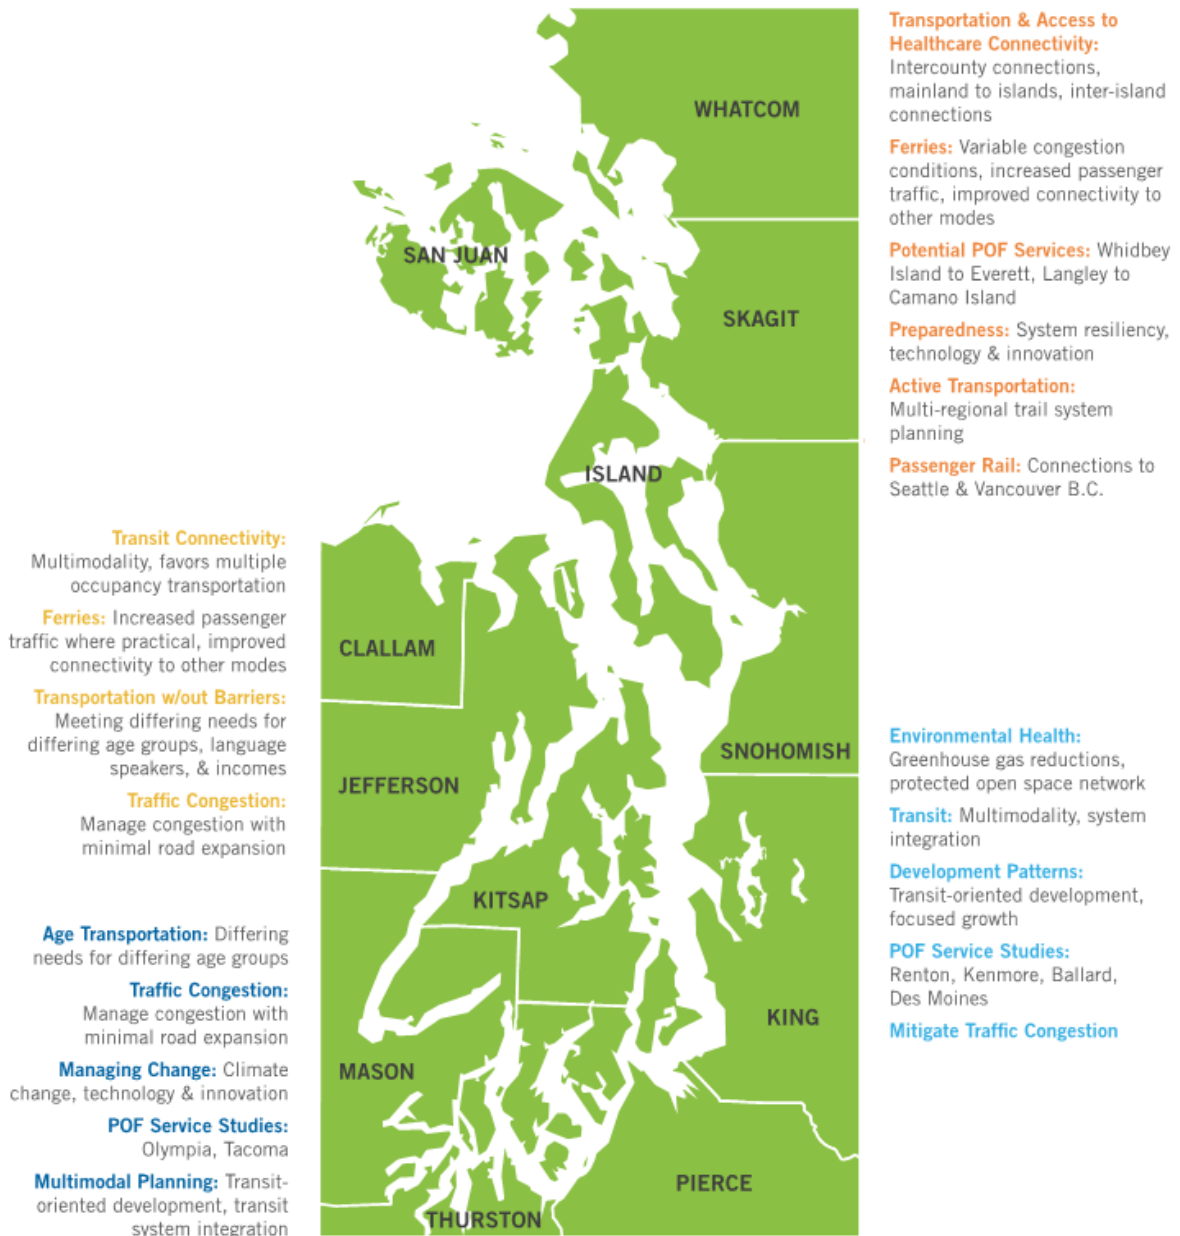 Transportation & Access to
Healthcare Connectivity:
Intercounty connections,
mainland to islands, inter-island
connections
Ferries: Variable congestion
conditions, increased passenger
traffic, improved connectivity to
other modes
Potential POF Services: Whidbey
Island to Everett, Langley to
Camano Island
Preparedness: System resiliency,
technology & innovation
Active Transportation:
Multi-regional trail system
planning
Passenger Rail: Connections to
Seattle & Vancouver B.C.
WHATCOM
SAN JUAN
SKAGIT
ISLAND
CLALLAM
SNOHOMISH
JEFFERSON
KITSAP
KING
MASON
PIERCE
THURSTON
Transit Connectivity:
Multimodality, favors multiple
occupancy transportation
Ferries: Increased passenger
traffic where practical, improved
connectivity to other modes
Transportation w/out Barriers:
Meeting differing needs for
differing age groups, language
speakers, & incomes
Traffic Congestion:
Manage congestion with
minimal road expansion
Age Transportation: Differing
needs for differing age groups
Traffic Congestion:
Manage congestion with
minimal road expansion
Managing Change: Climate
change, technology & innovation
POF Service Studies:
Olympia, Tacoma
Multimodal Planning: Transit-
oriented development, transit
system integration
Environmental Health:
Greenhouse gas reductions,
protected open space network
Transit: Multimodality, system
integration
Development Patterns:
Transit-oriented development,
focused growth
POF Service Studies:
Renton, Kenmore, Ballard,
Des Moines
Mitigate Traffic Congestion